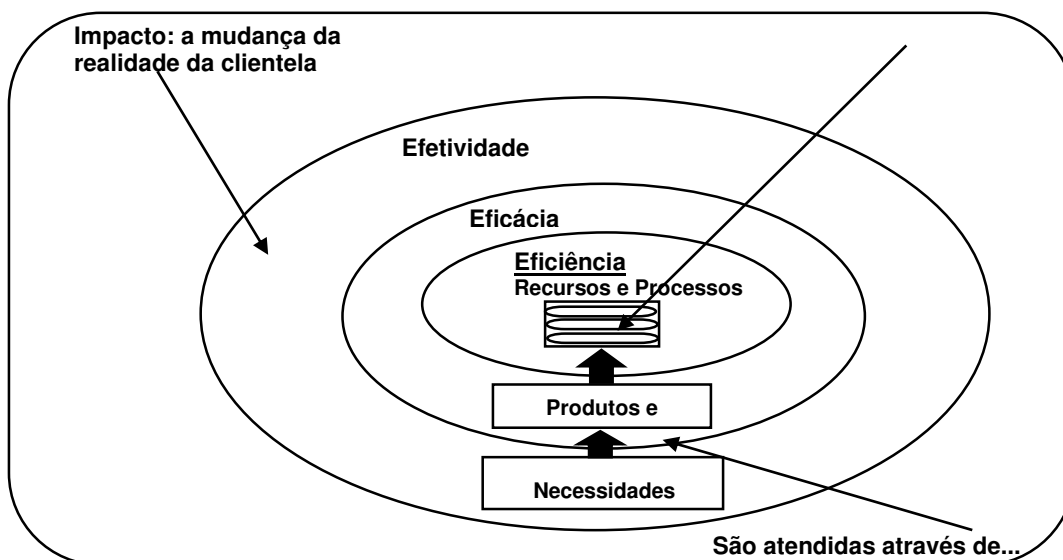 Impacto: a mudança da
realidade da clientela
Efetividade
Eficácia
Eficiência
Recursos e Processos
Produtos e
Necessidades
São atendidas através de...